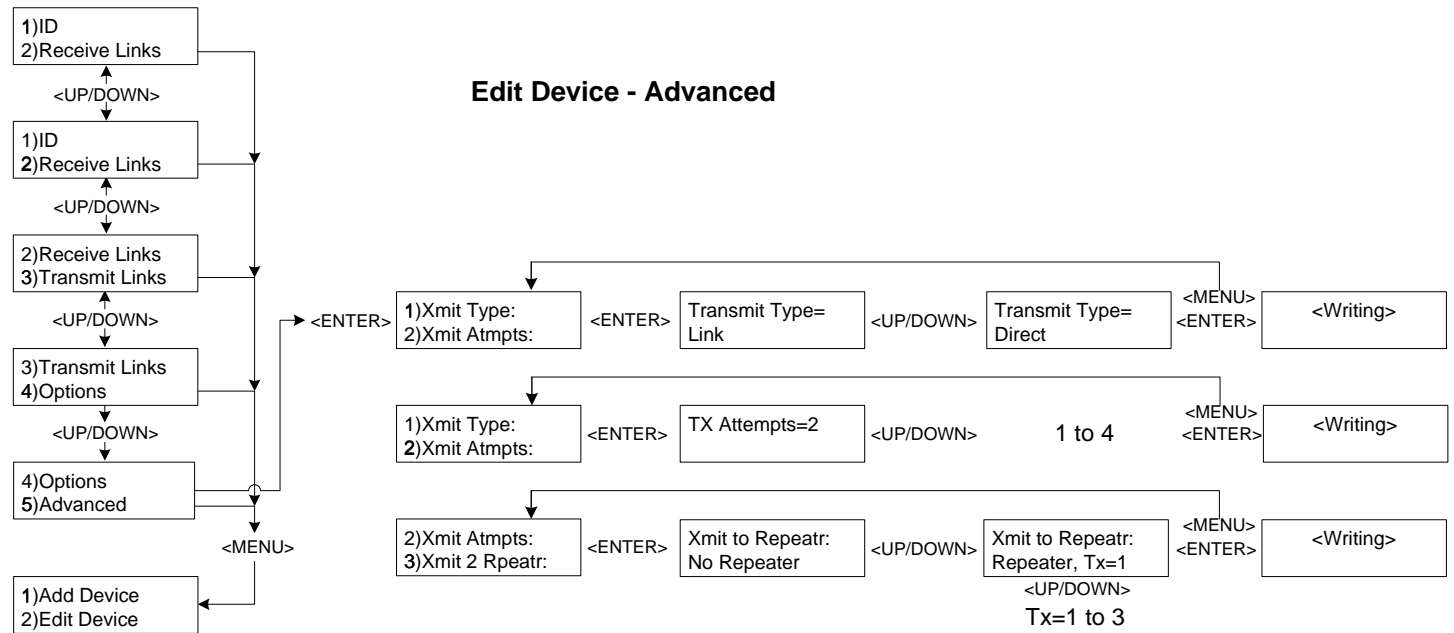 Edit Device - Advanced
1)ID
2)Receive Links
<UP/DOWN>
1)ID
2)Receive Links
<UP/DOWN>
2)Receive Links
3)Transmit Links
<UP/DOWN>
3)Transmit Links
4)Options
<UP/DOWN>
4)Options
5)Advanced
<MENU>
1)Add Device
2)Edit Device
<ENTER>
1)Xmit Type:
2)Xmit Atmpts:
<ENTER>
Transmit Type=
Link
<UP/DOWN>
Transmit Type=
Direct
<MENU>
<ENTER>
<Writing>
1)Xmit Type:
2)Xmit Atmpts:
<ENTER>
TX Attempts=2
<UP/DOWN>
1 to 4
<MENU>
<ENTER>
<Writing>
2)Xmit Atmpts:
3)Xmit 2 Rpeatr:
<ENTER>
Xmit to Repeatr:
No Repeater
<UP/DOWN>
Xmit to Repeatr:
Repeater, Tx=1
<UP/DOWN>
Tx=1 to 3
<MENU>
<ENTER>
<Writing>